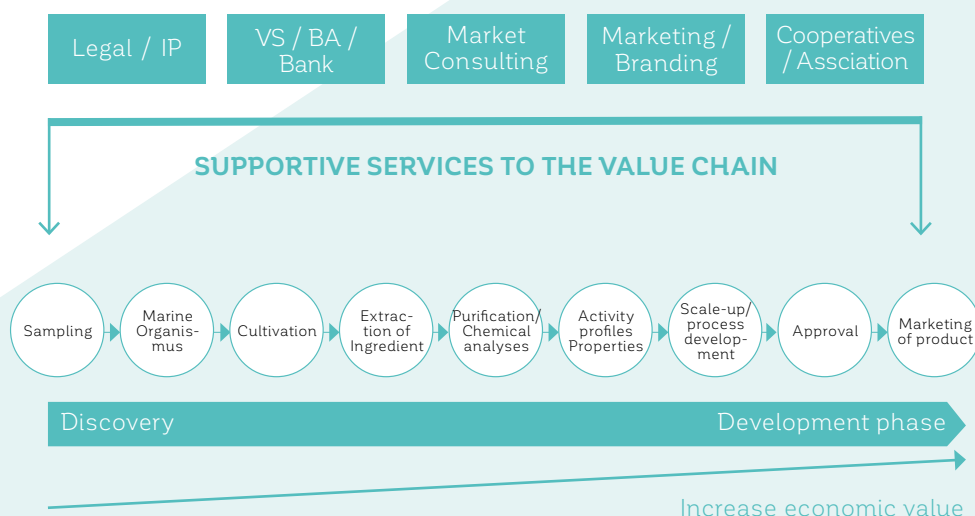 Legal / IP
VS / BA /
Bank
Market
Consulting
Marketing /
Branding
Cooperatives
/ Assciation
SUPPORTIVE SERVICES TO THE VALUE CHAIN
Sampling
Marine
Organis-
mus
Cultivation
Extrac-
tion of
Ingredient
Purification/
Chemical
analyses
Activity
profiles
Properties
Scale-up/
process
develop-
ment
Approval
Marketing
of product
Discovery
Development phase
Increase economic value